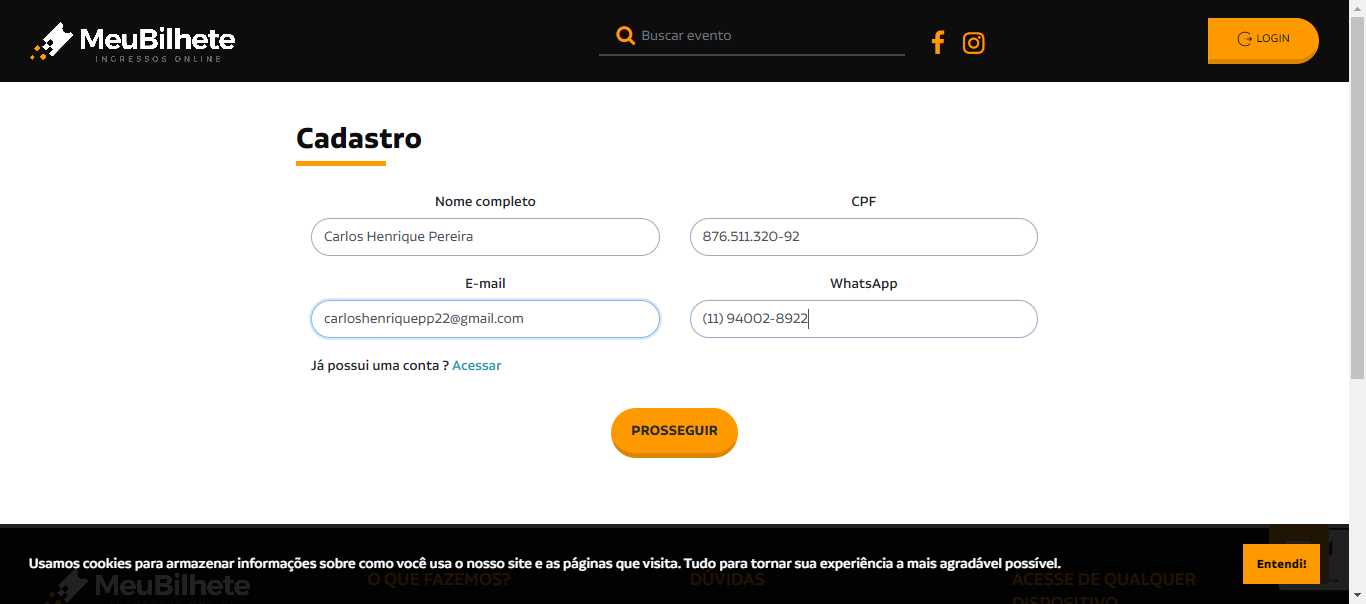 MeuBilhete
INGRESSOS ONLINE
Buscar evento
LOGIN
Cadastro
Nome completo
CPF
Carlos Henrique Pereira
876.511.320-92
E-mail
WhatsApp
carloshenriquepp22@gmail.com
(11) 94002-8922
Já possui uma conta ? Acessar
PROSSEGUIR
Usamos cookies para armazenar informações sobre como você usa o nosso site e as páginas que visita. Tudo para tornar sua experiência a mais agradável possível.
Entendi!
MeuBilhete
O QUE FAZEMOS?
DÚVIDAS
ACESSE DE QUALQUER
DISPOSITIVO